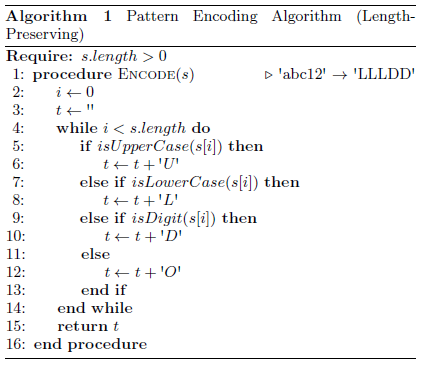 Algorithm 1 Pattern Encoding Algorithm (Length-
Preserving)
Require: s.length > 0
1: procedure ENCODE(s) ▷ 'abc12' → 'LLLDD'
2: i ← 0
3: t ← ''
4: while i < s.length do
5: if isUpperCase(s[i]) then
6: t ← t + 'U'
7: else if isLowerCase(s[i]) then
8: t ← t + 'L'
9: else if isDigit(s[i]) then
10: t ← t + 'D'
11: else
12: t ← t + 'O'
13: end if
14: end while
15: return t
16: end procedure